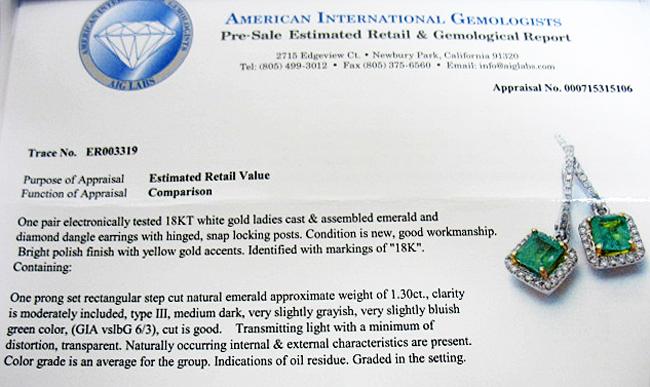 AMERICAN INTERNATIONAL GEMOLOGISTS
AMERICAN INTERNATIONAL GEMOLOGISTS
Pre-Sale Estimated Retail & Gemological Report
2715 Edgeview Ct. • Newbury Park, California 91320
Tel: (805) 499-3012 • Fax (805) 375-6560 • Email: info@aiglabs.com
AIG LABS
Appraisal No. 000715315106
Trace No. ER003319
Purpose of Appraisal Estimated Retail Value
Function of Appraisal Comparison
One pair electronically tested 18KT white gold ladies cast & assembled emerald and
diamond dangle earrings with hinged, snap locking posts. Condition is new, good workmanship.
Bright polish finish with yellow gold accents. Identified with markings of "18K".
Containing:
One prong set rectangular step cut natural emerald approximate weight of 1.30ct., clarity
is moderately included, type III, medium dark, very slightly grayish, very slightly bluish
green color, (GIA vslbG 6/3), cut is good. Transmitting light with a minimum of
distortion, transparent. Naturally occurring internal & external characteristics are present.
Color grade is an average for the group. Indications of oil residue. Graded in the setting.